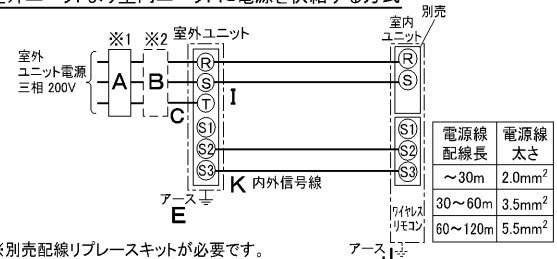 室外ユニットより室内ユニットに電源を供給する方式
※1 ※2 室外ユニット
室内ユニット
別売
室外
ユニット電源
三相 200V
A
B
C
R
S
T
S1
S2
S3
I
K 内外信号線
アース
E
R
S
S1
S2
S3
ワイヤレス
リモコン
アース
J
電源線配線長 電源線太さ
～30m 2.0mm²
30～60m 3.5mm²
60～120m 5.5mm²
※別売配線リプレースキットが必要です。